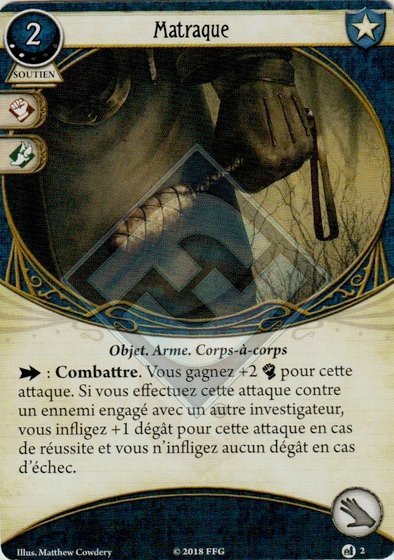 2
Matraque
SOUTIEN
Objet. Arme. Corps-à-corps
: Combattre. Vous gagnez +2 pour cette
attaque. Si vous effectuez cette attaque contre
un ennemi engagé avec un autre investigateur,
vous infligez +1 dégât pour cette attaque en cas
de réussite et vous n'infligez aucun dégât en cas
d'échec.
Illus. Matthew Cowdery
© 2018 FFG
2